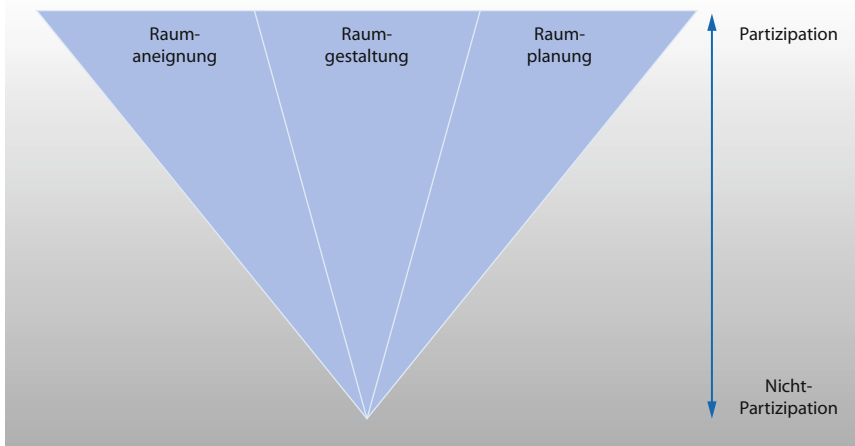 Raum-
aneignung
Raum-
gestaltung
Raum-
planung
Partizipation
Nicht-
Partizipation